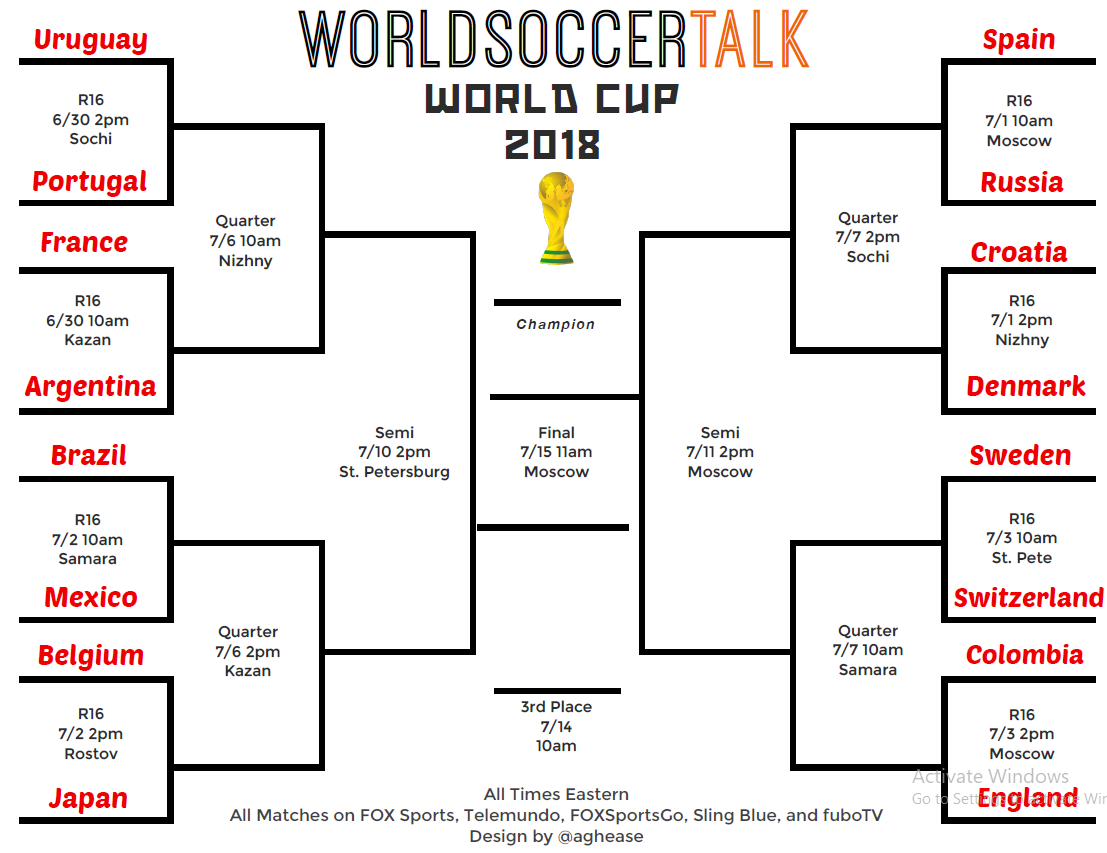 WORLDSOCCERTALK
WORLD CUP
2018
Champion
Uruguay
R16
6/30 2pm
Sochi
Portugal
France
R16
6/30 10am
Kazan
Argentina
Brazil
R16
7/2 10am
Samara
Mexico
Belgium
R16
7/2 2pm
Rostov
Japan
Quarter
7/6 10am
Nizhny
Quarter
7/6 2pm
Kazan
Semi
7/10 2pm
St. Petersburg
Final
7/15 11am
Moscow
3rd Place
7/14
10am
Semi
7/11 2pm
Moscow
Quarter
7/7 2pm
Sochi
Quarter
7/7 10am
Samara
Spain
R16
7/1 10am
Moscow
Russia
Croatia
R16
7/1 2pm
Nizhny
Denmark
Sweden
R16
7/3 10am
St. Pete
Switzerland
Colombia
R16
7/3 2pm
Moscow
England
Activate Windows
Go to
All Times Eastern
All Matches on FOX Sports, Telemundo, FOXSportsGo, Sling Blue, and fuboTV
Design by @aghease